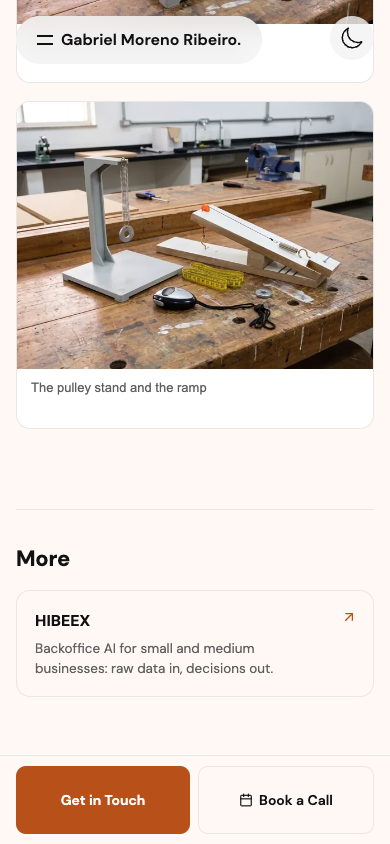 Gabriel Moreno Ribeiro.
The pulley stand and the ramp
More
HIBEEX
Backoffice AI for small and medium
businesses: raw data in, decisions out.
Get in Touch
Book a Call